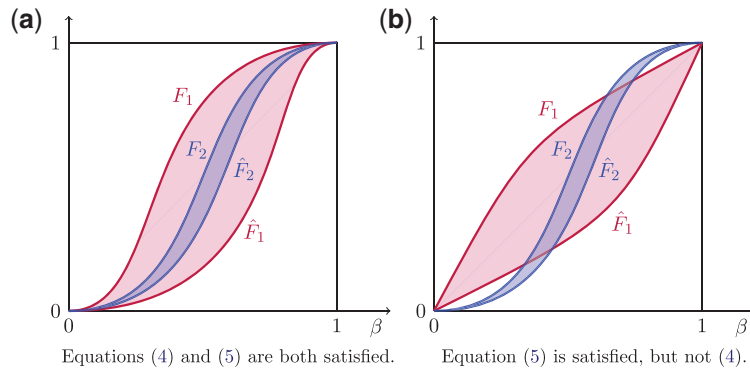 (a)
1
F₁
F₂
F̂₂
F̂₁
0
0
1
β
Equations (4) and (5) are both satisfied.
(b)
1
F₁
F₂
F̂₂
F̂₁
0
0
1
β
Equation (5) is satisfied, but not (4).